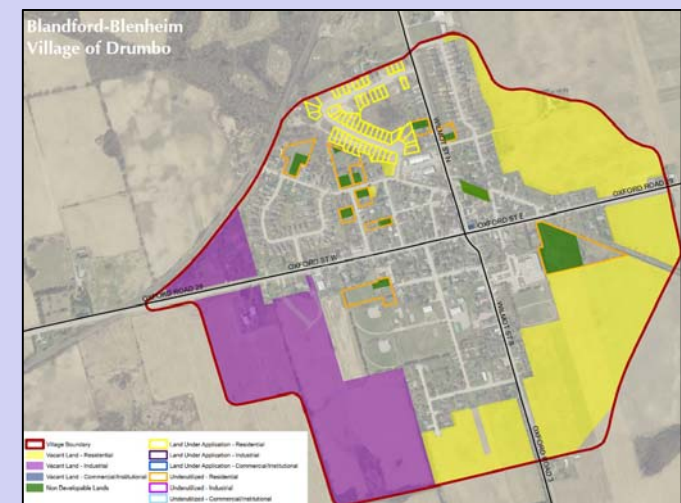 Blandford-Blenheim
Village of Drumbo
WILMOT ST N
OXFORD ROAD 29
OXFORD ST E
OXFORD ST W
OXFORD ROAD 29
WILMOT ST S
OXFORD ROAD 3
Village Boundary
Vacant Land - Residential
Vacant Land - Industrial
Vacant Land - Commercial/Institutional
Non Developable Lands
Land Under Application - Residential
Land Under Application - Industrial
Land Under Application - Commercial/Institutional
Underutilized - Residential
Underutilized - Industrial
Underutilized - Commercial/Institutional